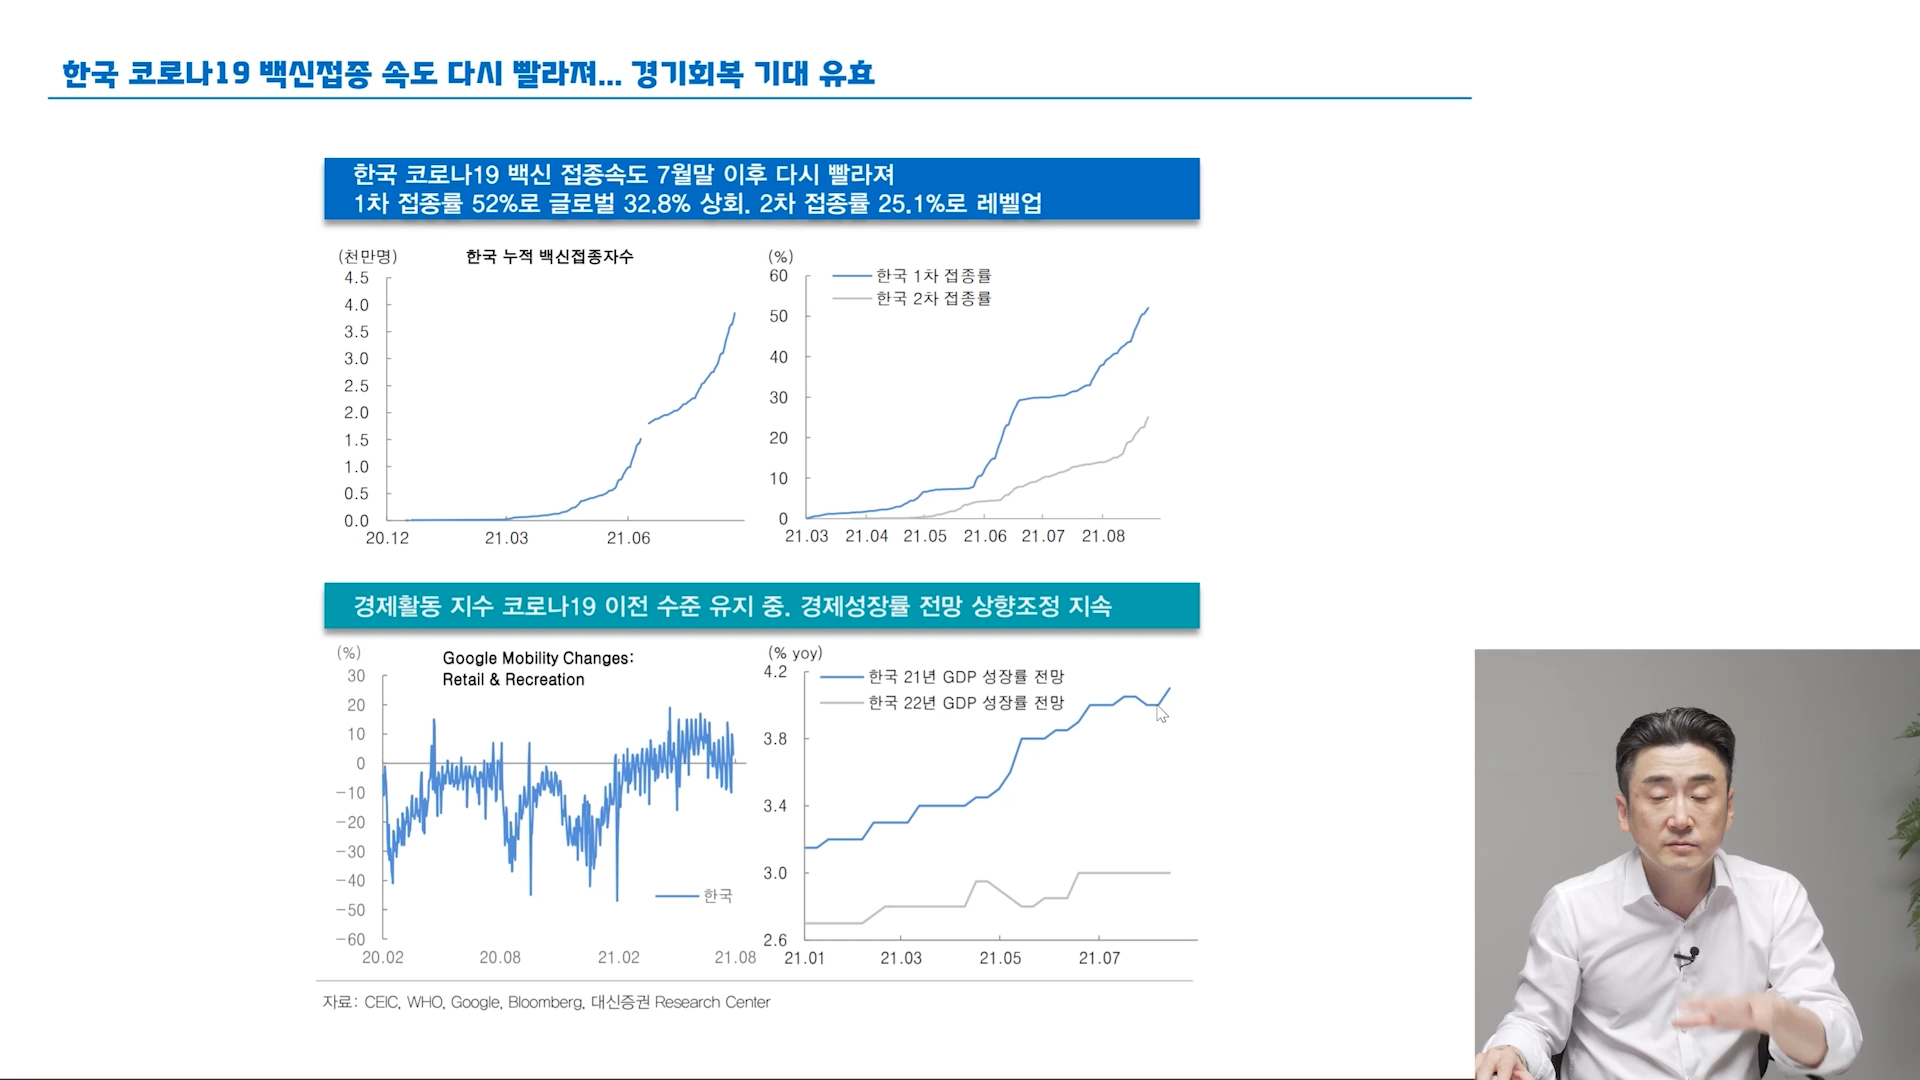 한국 코로나19 백신접종 속도 다시 빨라져... 경기회복 기대 유효
한국 코로나19 백신 접종속도 7월말 이후 다시 빨라져
1차 접종률 52%로 글로벌 32.8% 상회. 2차 접종률 25.1%로 레벨업
(천만명)
한국 누적 백신접종자수
4.5
4.0
3.5
3.0
2.5
2.0
1.5
1.0
0.5
0.0
20.12 21.03 21.06
(%)
한국 1차 접종률
한국 2차 접종률
60
50
40
30
20
10
0
21.03 21.04 21.05 21.06 21.07 21.08
경제활동 지수 코로나19 이전 수준 유지 중. 경제성장률 전망 상향조정 지속
(%)
Google Mobility Changes:
Retail & Recreation
30
20
10
0
-10
-20
-30
-40
-50
-60
한국
20.02 20.08 21.02 21.08
(% yoy)
한국 21년 GDP 성장률 전망
한국 22년 GDP 성장률 전망
4.2
3.8
3.4
3.0
2.6
21.01 21.03 21.05 21.07
자료: CEIC, WHO, Google, Bloomberg, 대신증권 Research Center